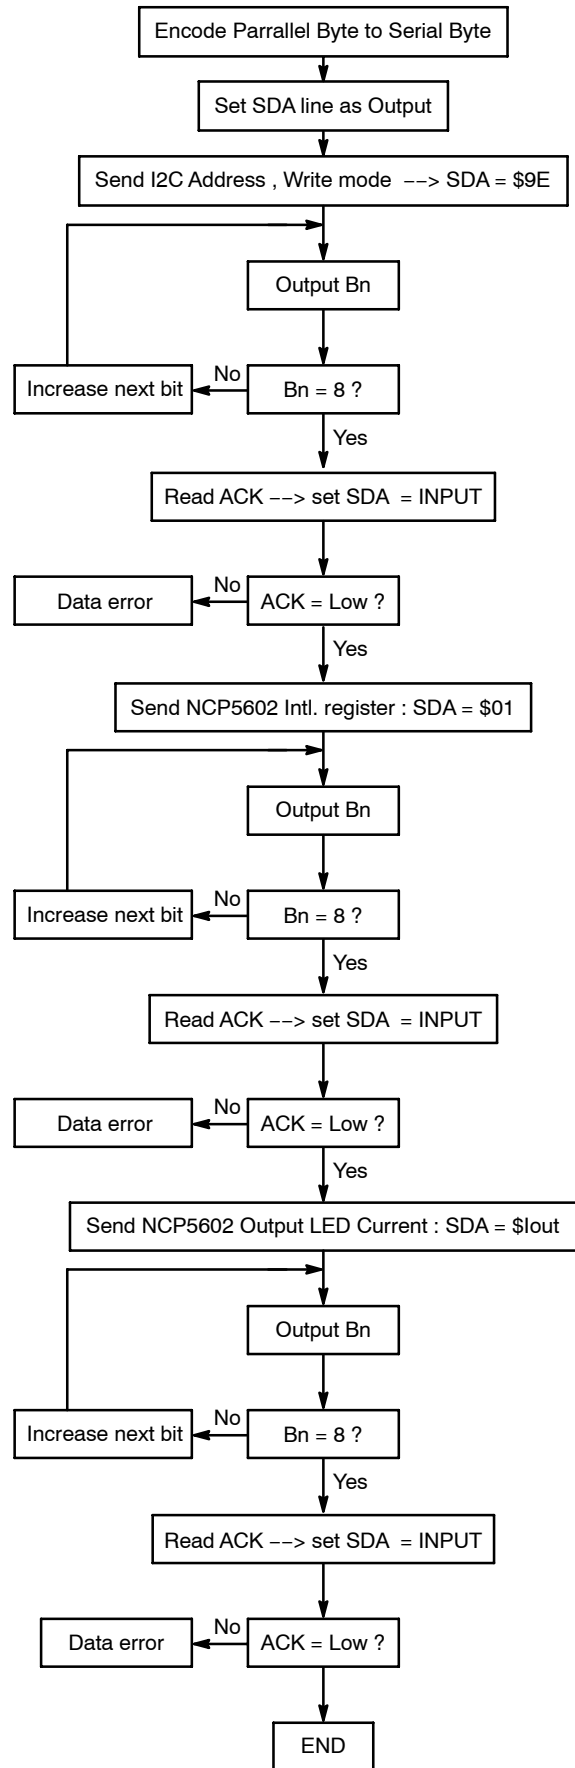 Encode Parrallel Byte to Serial Byte
Set SDA line as Output
Send I2C Address , Write mode −−> SDA = $9E
Output Bn
Increase next bit
No
Bn = 8 ?
Yes
Read ACK −−> set SDA = INPUT
Data error
No
ACK = Low ?
Yes
Send NCP5602 Intl. register : SDA = $01
Output Bn
Increase next bit
No
Bn = 8 ?
Yes
Read ACK −−> set SDA = INPUT
Data error
No
ACK = Low ?
Yes
Send NCP5602 Output LED Current : SDA = $Iout
Output Bn
Increase next bit
No
Bn = 8 ?
Yes
Read ACK −−> set SDA = INPUT
Data error
No
ACK = Low ?
END